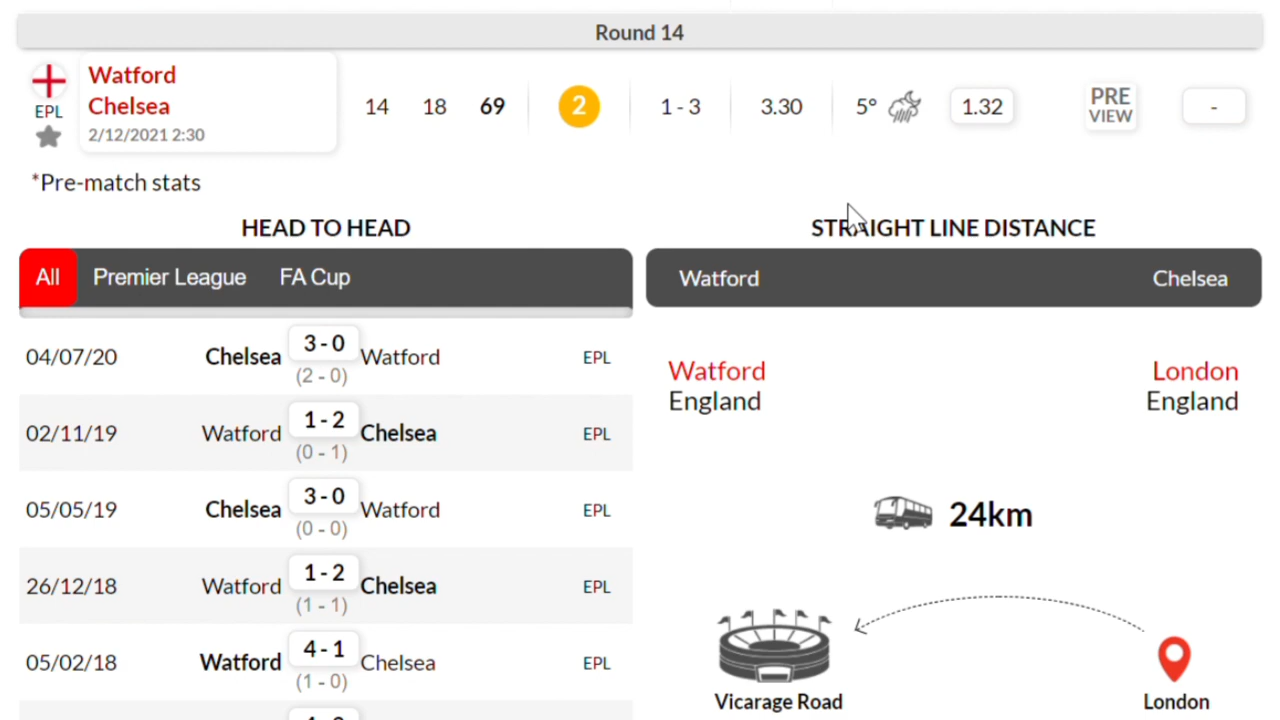 Round 14
EPL
Watford
Chelsea
2/12/2021 2:30
14 18 69 2 1 - 3 3.30 5° 1.32 PRE VIEW -
*Pre-match stats
HEAD TO HEAD
All Premier League FA Cup
04/07/20 Chelsea 3 - 0 Watford EPL
(2 - 0)
02/11/19 Watford 1 - 2 Chelsea EPL
(0 - 1)
05/05/19 Chelsea 3 - 0 Watford EPL
(0 - 0)
26/12/18 Watford 1 - 2 Chelsea EPL
(1 - 1)
05/02/18 Watford 4 - 1 Chelsea EPL
(1 - 0)
STRAIGHT LINE DISTANCE
Watford Chelsea
Watford London
England England
24km
Vicarage Road London